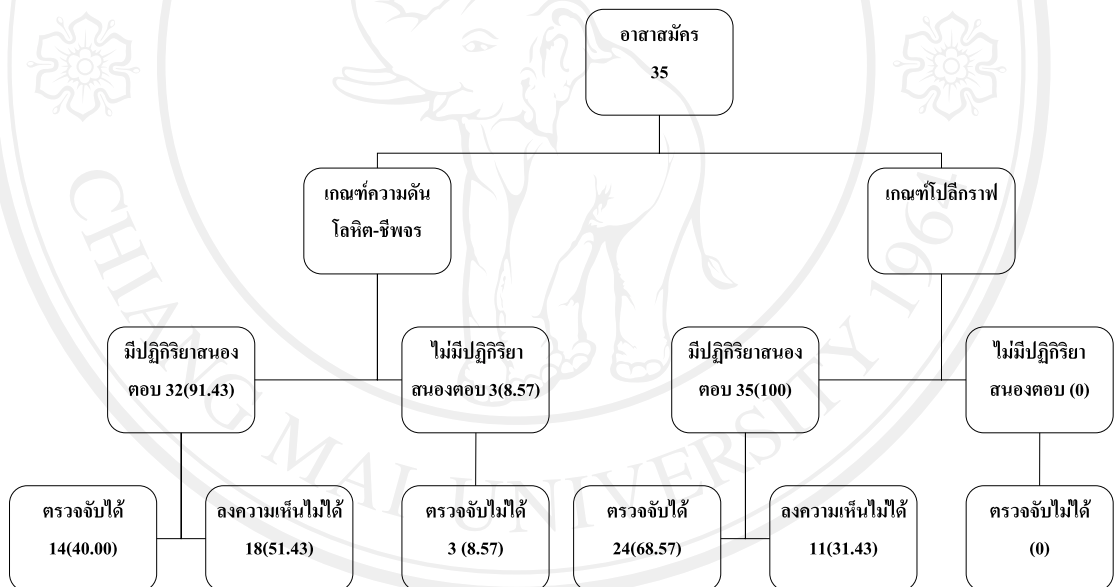 อาสาสมัคร
35
เกณฑ์ความดัน
โลหิต-ชีพจร
เกณฑ์โปลีกราฟ
มีปฏิกิริยาสนอง
ตอบ 32(91.43)
ไม่มีปฏิกิริยา
สนองตอบ 3(8.57)
มีปฏิกิริยาสนอง
ตอบ 35(100)
ไม่มีปฏิกิริยา
สนองตอบ (0)
ตรวจจับได้
14(40.00)
ลงความเห็นไม่ได้
18(51.43)
ตรวจจับไม่ได้
3 (8.57)
ตรวจจับได้
24(68.57)
ลงความเห็นไม่ได้
11(31.43)
ตรวจจับไม่ได้
(0)
CHIANG MAI UNIVERSITY 1964